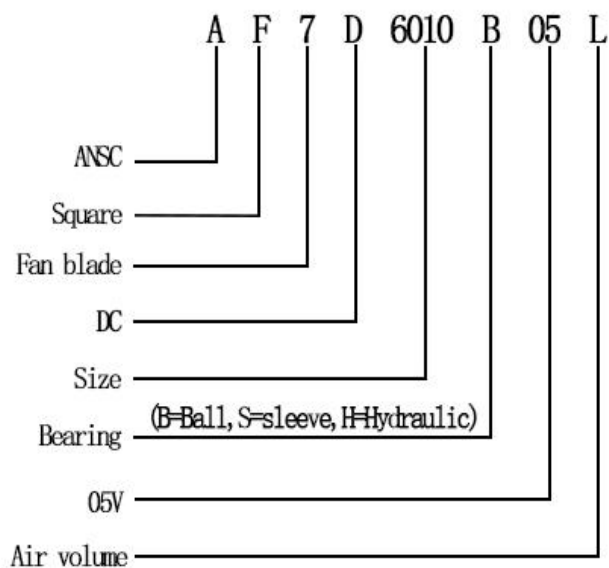 A F 7 D 6010 B 05 L
ANSC
Square
Fan blade
DC
Size
(B=Ball,S=sleeve,H=Hydraulic)
Bearing
05V
Air volume